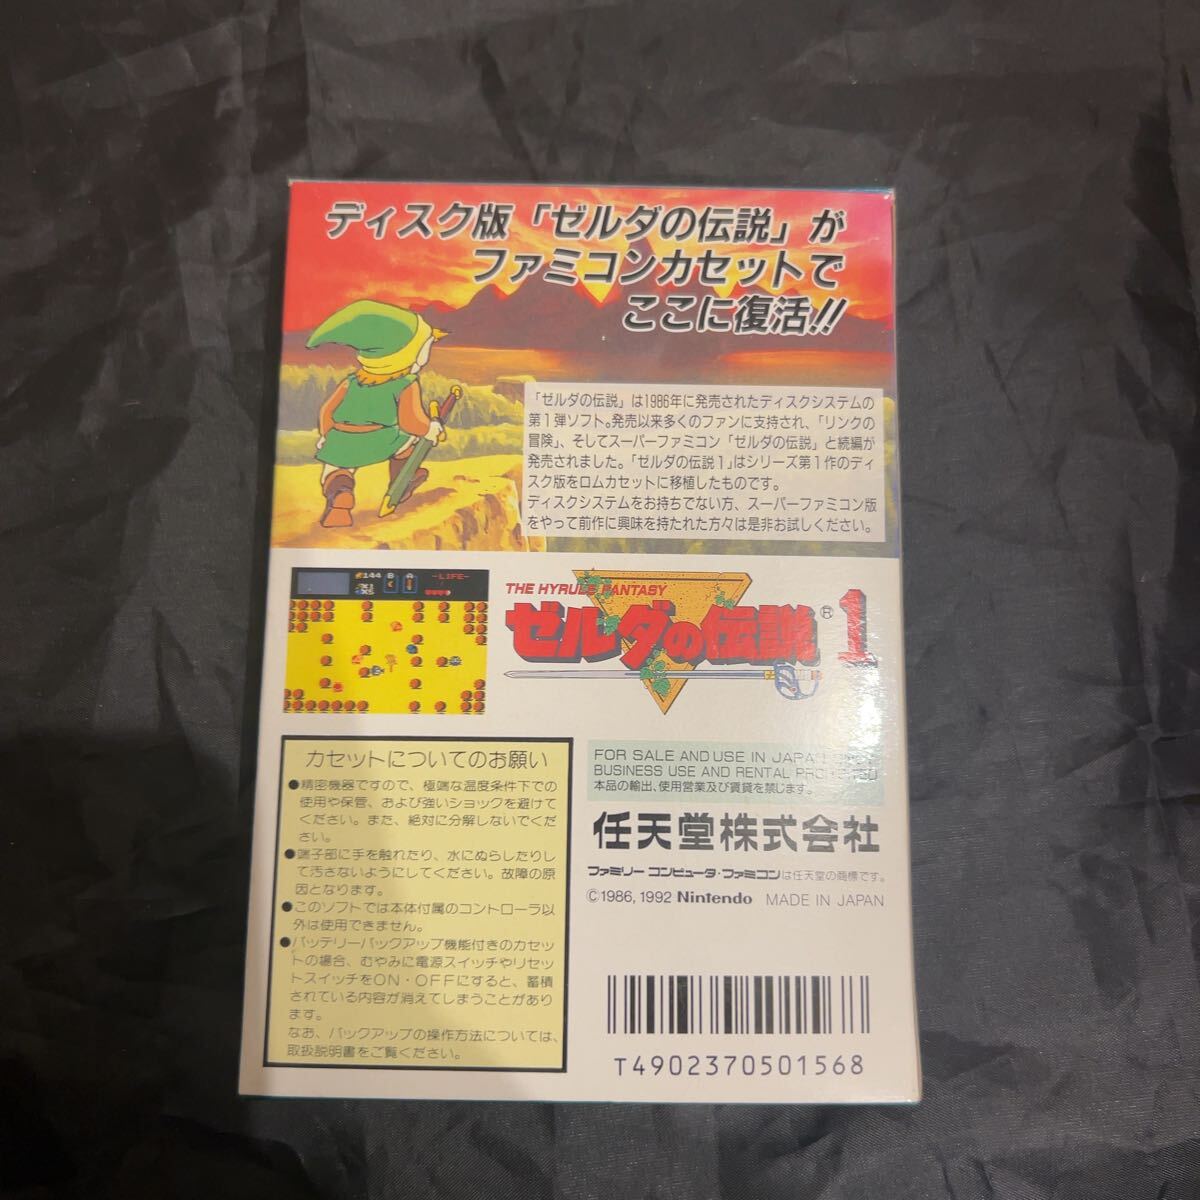 ディスク版「ゼルダの伝説」が
ファミコンカセットで
ここに復活!!
「ゼルダの伝説」は1986年に発売されたディスクシステムの
第1弾ソフト。発売以来多くのファンに支持され、「リンクの
冒険」、そしてスーパーファミコン「ゼルダの伝説」と続編が
発売されました。「ゼルダの伝説1」はシリーズ第1作のディ
スク版をロムカセットに移植したものです。
ディスクシステムをお持ちでない方、スーパーファミコン版
をやって前作に興味を持たれた方々は是非お試しください。
144 B A -LIFE-
X1
X5
THE HYRULE FANTASY
ゼルダの伝説®1
カセットについてのお願い
●精密機器ですので、極端な温度条件下での
使用や保管、および強いショックを避けて
ください。また、絶対に分解しないでくだ
さい。
●端子部に手を触れたり、水にぬらしたりし
て汚さないようにしてください。故障の原
因となります。
●このソフトでは本体付属のコントローラ以
外は使用できません。
●バッテリーバックアップ機能付きのカセッ
トの場合、むやみに電源スイッチやリセッ
トスイッチをON・OFFにすると、蓄積
されている内容が消えてしまうことがあり
ます。
なお、バックアップの操作方法については、
取扱説明書をご覧ください。
FOR SALE AND USE IN JAPAN
BUSINESS USE AND RENTAL PROHIBITED
本品の輸出、使用営業及び賃貸を禁じます。
任天堂株式会社
ファミリーコンピュータ・ファミコンは任天堂の商標です。
©1986, 1992 Nintendo MADE IN JAPAN
T4902370501568